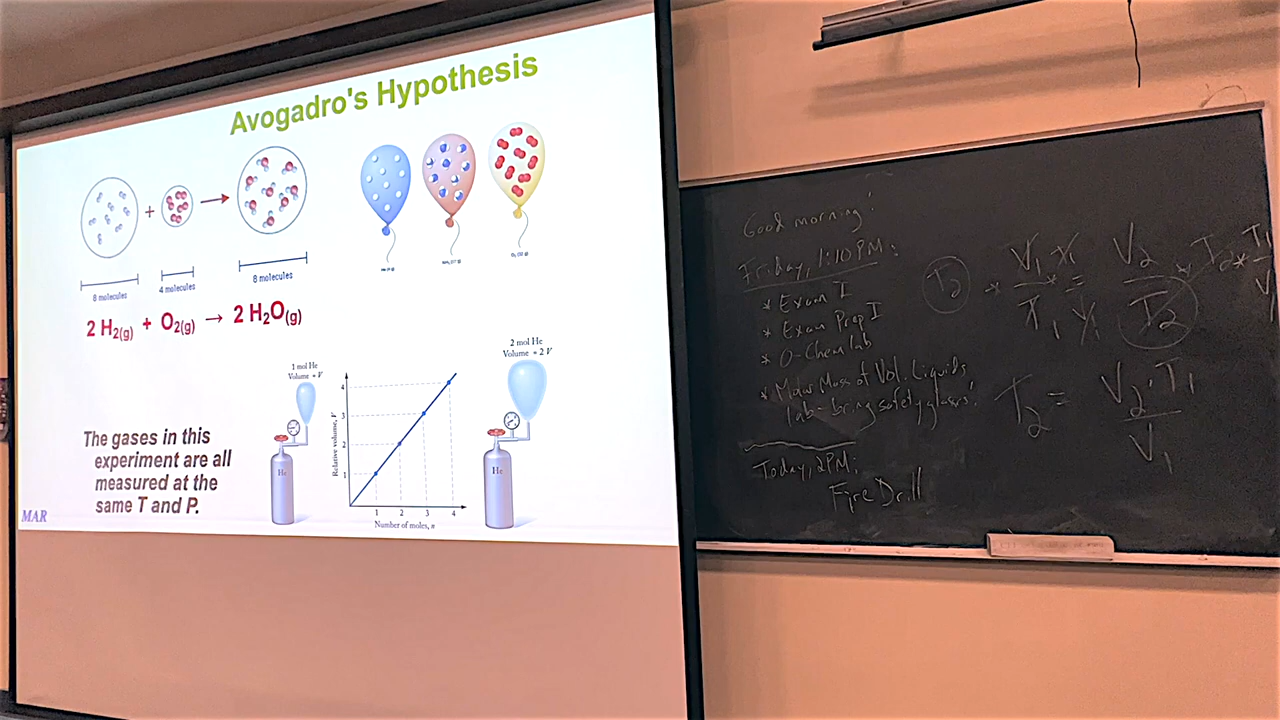 Avogadro's Hypothesis
+
→
8 molecules
4 molecules
8 molecules
2 H2(g) + O2(g) → 2 H2O(g)
1 mol He
Volume = V
2 mol He
Volume = 2 V
He
Relative volume, V
4
3
2
1
1 2 3 4
Number of moles, n
He
The gases in this
experiment are all
measured at the
same T and P.
MAR
Good morning!
Friday, 1:10 PM:
* Exam I
* Exam Prep I
* O-Chem lab
* Molar Mass of Vol. Liquids
lab - bring safety glasses!
Today, 2PM:
Fire Drill
T2 *
V1
T1
=
V2
T2
* T2 *
T1
V
T2 = V2 · T1
V1